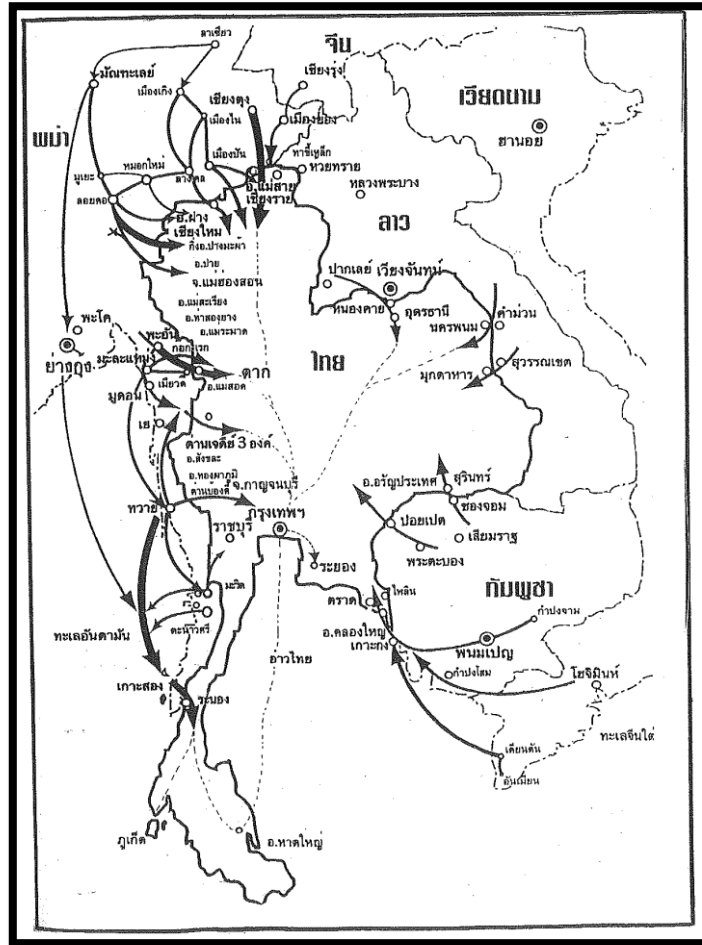 ลาเซียว
จีน
มัณฑะเลย์
เมืองเกิง
เชียงรุ่ง
เชียงตุง
เวียดนาม
ฮานอย
พม่า
เมืองใน
เมืองยอง
เมืองปัน
ท่าขี้เหล็ก
ห้วยทราย
หมอกใหม่
ลางเคล
อ.แม่สาย
เชียงราย
หลวงพระบาง
ลอยคอ
อ.ฝาง
เชียงใหม่
ลาว
กิ่งอ.ปางมะผ้า
อ.ปาย
จ.แม่ฮ่องสอน
ปากเลย์
เวียงจันทน์
หนองคาย
อุดรธานี
อ.แม่สะเรียง
อ.ท่าสองยาง
อ.แม่ระมาด
พะโค
ย่างกุ้ง
พะอัน
กอกะเรก
มะละแหม่ง
เมียวดี
อ.แม่สอด
ตาก
ไทย
นครพนม
คำม่วน
มุกดาหาร
สุวรรณเขต
มูดอน
เย
ด่านเจดีย์ 3 องค์
อ.สังขละ
อ.ทองผาภูมิ
ด่านบ้องตี้
จ.กาญจนบุรี
ทวาย
ราชบุรี
กรุงเทพฯ
ระยอง
อ.อรัญประเทศ
สุรินทร์
ช่องจอม
ปอยเปต
เสียมราฐ
พระตะบอง
มะริด
ตะนาวศรี
ทะเลอันดามัน
ไพลิน
ตราด
กัมพูชา
กำปงจาม
อ.คลองใหญ่
เกาะกง
พนมเปญ
อ่าวไทย
กำปงโสม
โฮจิมินห์
เกาะสอง
ระนอง
ทะเลจีนใต้
ภูเก็ต
อ.หาดใหญ่